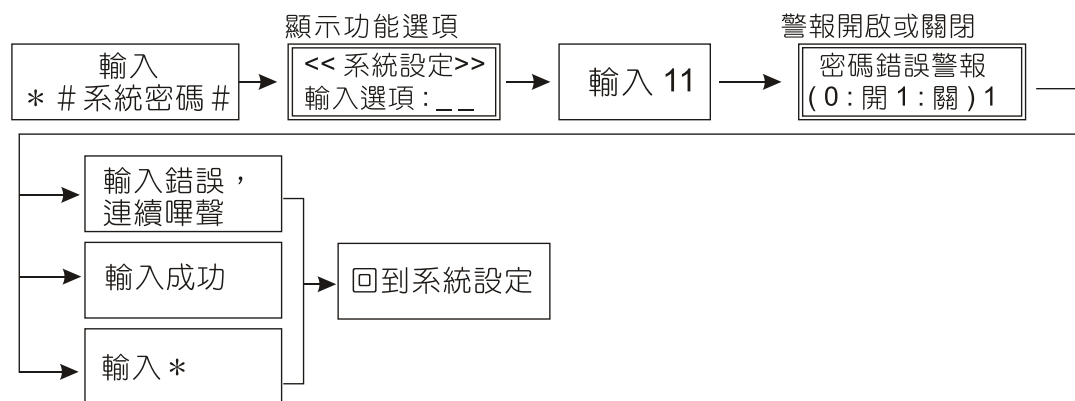 顯示功能選項
警報開啟或關閉
輸入
＊＃系統密碼＃
<< 系統設定>>
輸入選項:_ _
輸入 11
密碼錯誤警報
(0:開 1:關)1
輸入錯誤，
連續嗶聲
輸入成功
回到系統設定
輸入＊